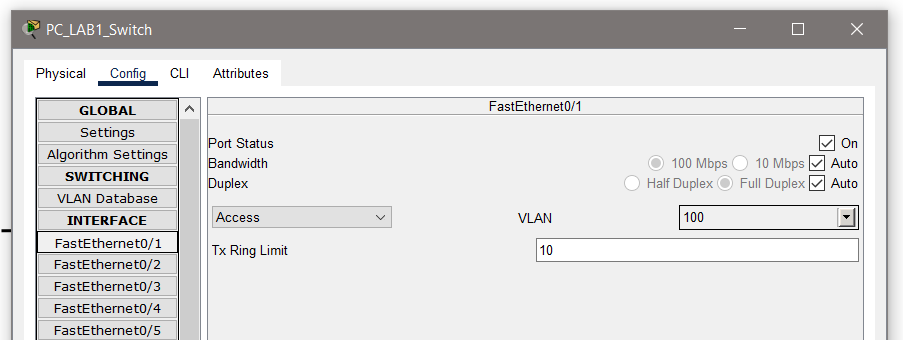 PC_LAB1_Switch
Physical Config CLI Attributes
GLOBAL
Settings
Algorithm Settings
SWITCHING
VLAN Database
INTERFACE
FastEthernet0/1
FastEthernet0/2
FastEthernet0/3
FastEthernet0/4
FastEthernet0/5
FastEthernet0/1
Port Status On
Bandwidth 100 Mbps 10 Mbps Auto
Duplex Half Duplex Full Duplex Auto
Access VLAN 100
Tx Ring Limit 10